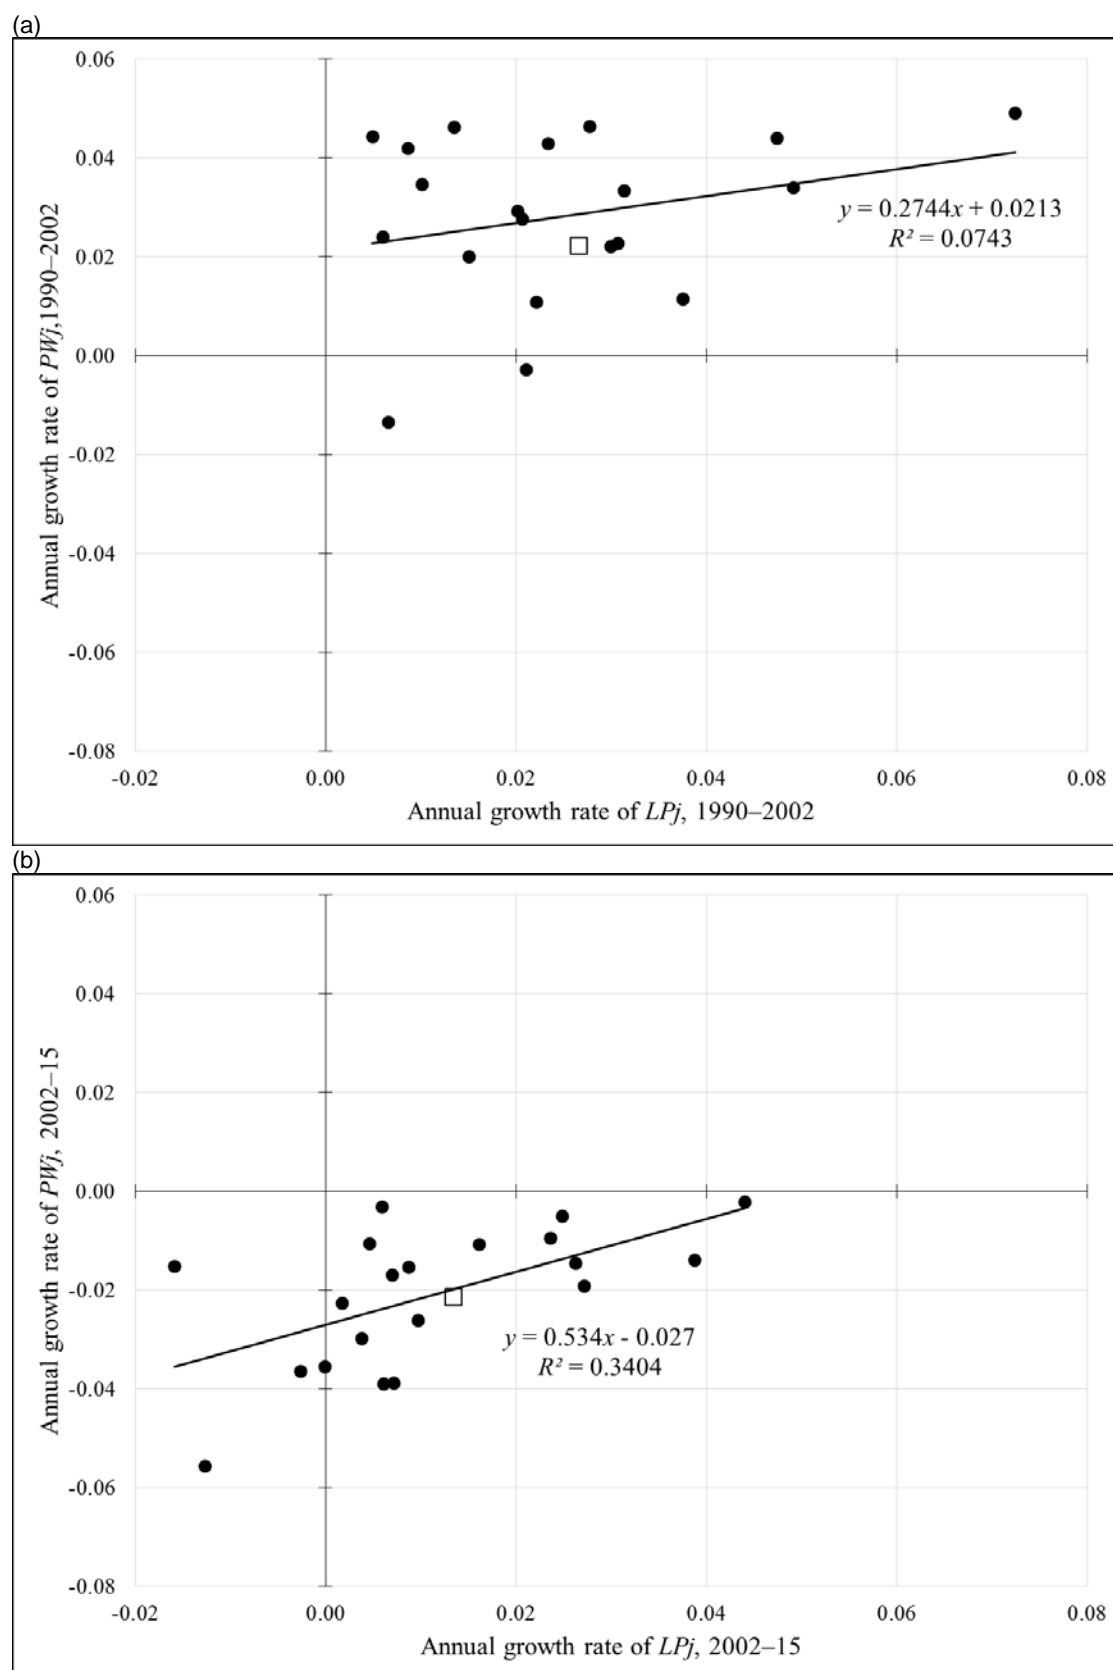 (a)
0.06
0.04
0.02
0.00
-0.02
-0.04
-0.06
-0.08
Annual growth rate of PWj,1990–2002
y = 0.2744x + 0.0213
R² = 0.0743
-0.02 0.00 0.02 0.04 0.06 0.08
Annual growth rate of LPj, 1990–2002
(b)
0.06
0.04
0.02
0.00
-0.02
-0.04
-0.06
-0.08
Annual growth rate of PWj, 2002–15
y = 0.534x - 0.027
R² = 0.3404
-0.02 0.00 0.02 0.04 0.06 0.08
Annual growth rate of LPj, 2002–15